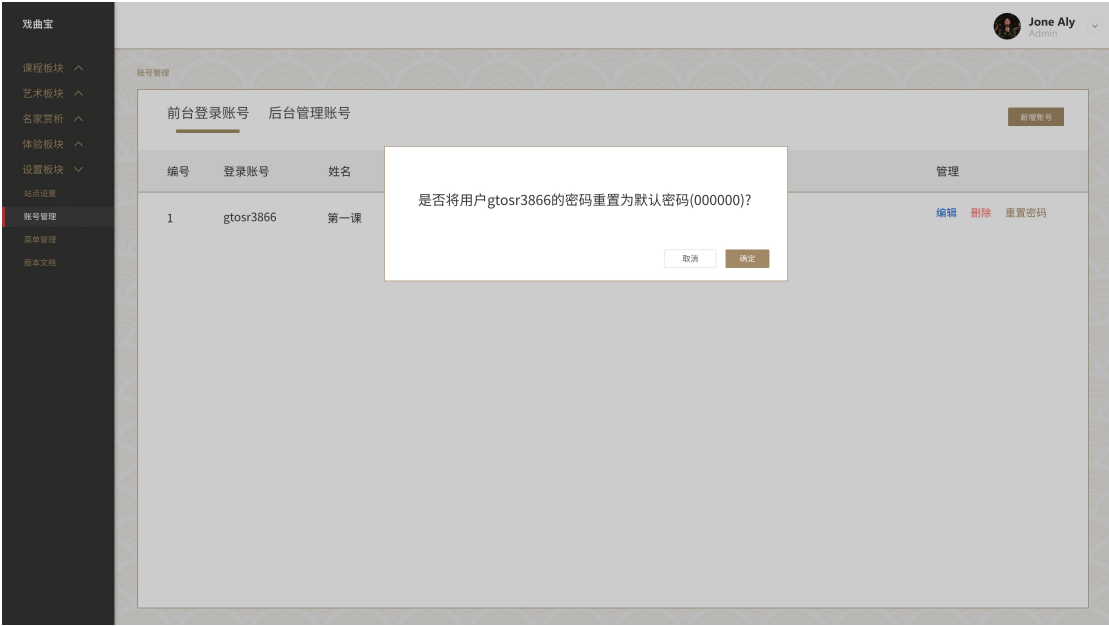 戏曲宝
Jone Aly
Admin
课程板块
艺术板块
名家赏析
体验板块
设置板块
站点设置
账号管理
菜单管理
版本文档
账号管理
前台登录账号 后台管理账号
新增账号
编号 登录账号 姓名 管理
1 gtosr3866 第一课 编辑 删除 重置密码
是否将用户gtosr3866的密码重置为默认密码(000000)?
取消 确定